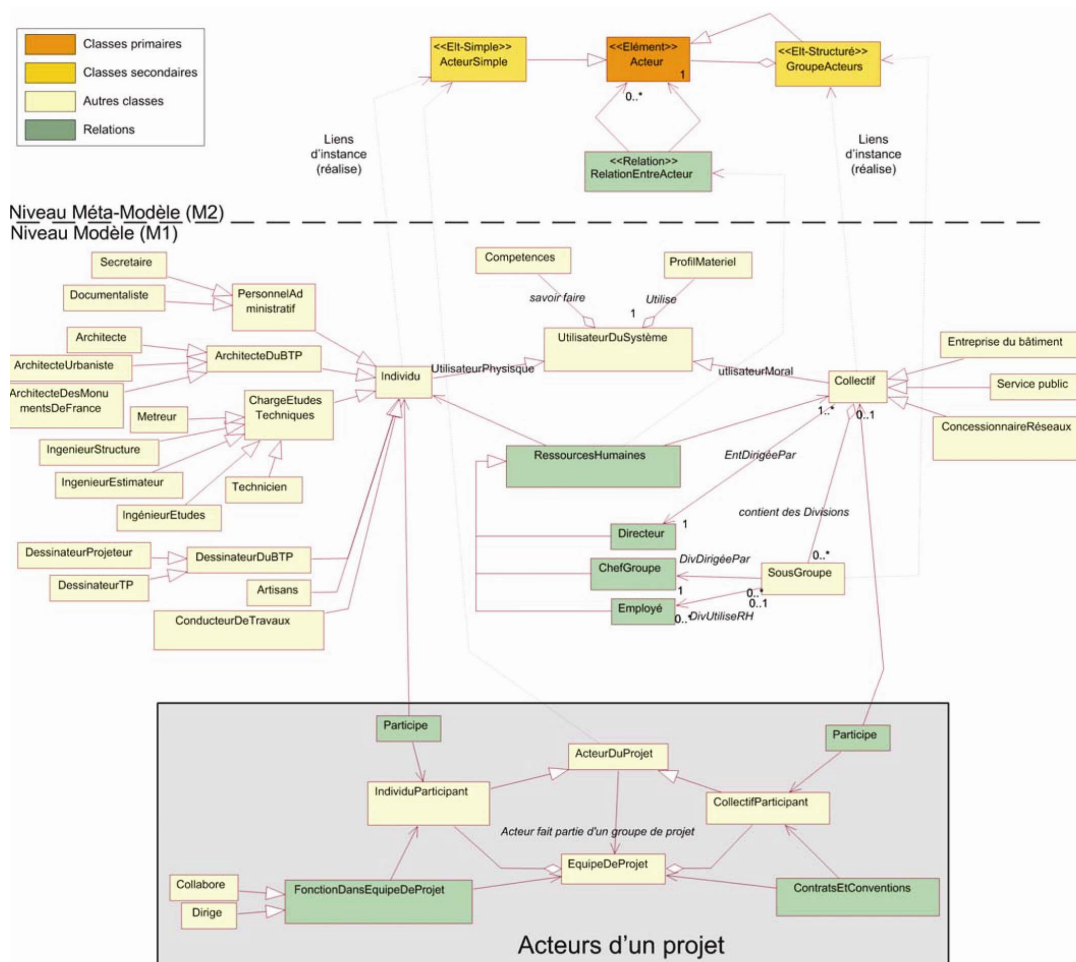 Classes primaires
Classes secondaires
Autres classes
Relations
<<Elt-Simple>>
ActeurSimple
<<Elément>>
Acteur
1
0..*
<<Elt-Structuré>>
GroupeActeurs
<<Relation>>
RelationEntreActeur
Liens
d'instance
(réalise)
Liens
d'instance
(réalise)
Niveau Méta-Modèle (M2)
Niveau Modèle (M1)
Secretaire
Documentaliste
PersonnelAd
ministratif
Architecte
ArchitecteUrbaniste
ArchitecteDesMonu
mentsDeFrance
ArchitecteDuBTP
Metreur
IngenieurStructure
IngenieurEstimateur
IngénieurEtudes
Technicien
ChargeEtudes
Techniques
DessinateurProjeteur
DessinateurTP
DessinateurDuBTP
Artisans
ConducteurDeTravaux
Individu
Competences
savoir faire
ProfilMateriel
Utilise
1
UtilisateurDuSystème
UtilisateurPhysique
utlisateurMoral
Collectif
1..*
0..1
Entreprise du bâtiment
Service public
ConcessionnaireRéseaux
RessourcesHumaines
EntDirigéePar
1
Directeur
contient des Divisions
0..*
DivDirigéePar
ChefGroupe
1
SousGroupe
0..*
0..1
Employé
0..*
DivUtiliseRH
Participe
Participe
ActeurDuProjet
IndividuParticipant
CollectifParticipant
Acteur fait partie d'un groupe de projet
EquipeDeProjet
Collabore
Dirige
FonctionDansEquipeDeProjet
ContratsEtConventions
Acteurs d'un projet